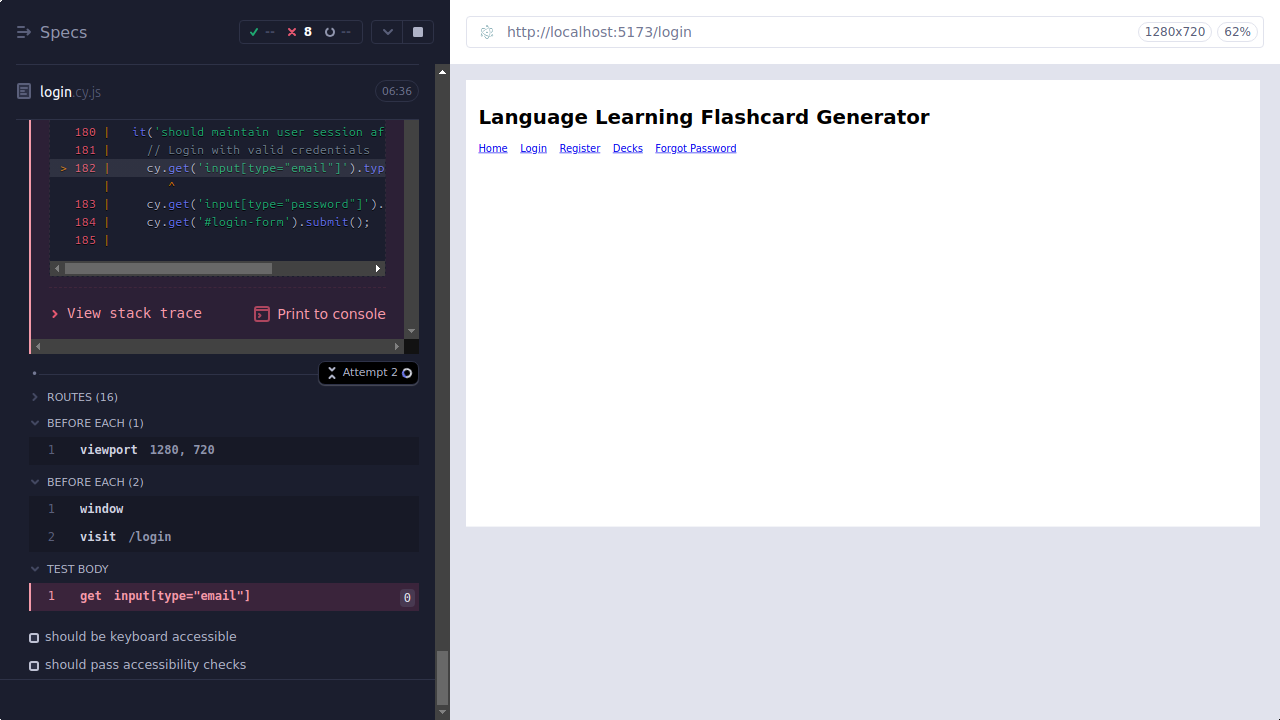 Specs
-- 8 --
login.cy.js 06:36
180 | it('should maintain user session af
181 | // Login with valid credentials
> 182 | cy.get('input[type="email"]').typ
| ^
183 | cy.get('input[type="password"]').
184 | cy.get('#login-form').submit();
185 |
View stack trace
Print to console
Attempt 2
ROUTES (16)
BEFORE EACH (1)
1 viewport 1280, 720
BEFORE EACH (2)
1 window
2 visit /login
TEST BODY
1 get input[type="email"] 0
should be keyboard accessible
should pass accessibility checks
http://localhost:5173/login 1280x720 62%
Language Learning Flashcard Generator
Home Login Register Decks Forgot Password